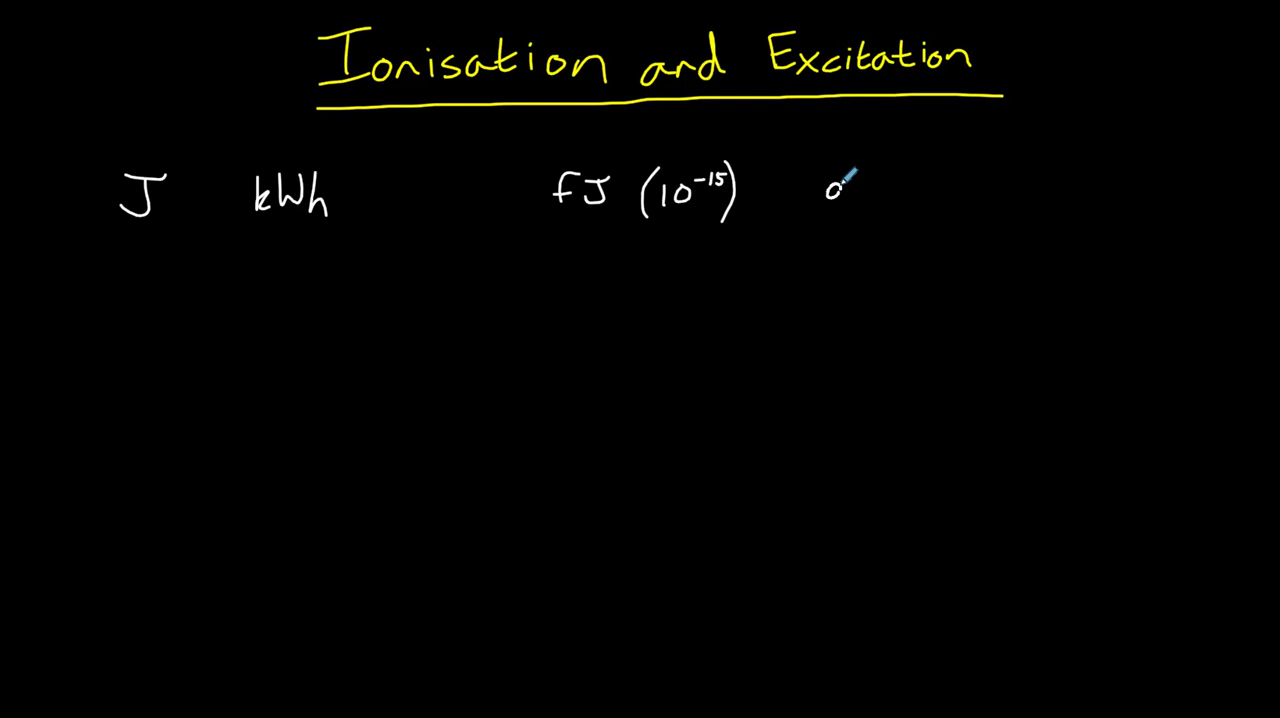 Ionisation and Excitation
J kWh fJ (10⁻¹⁵)